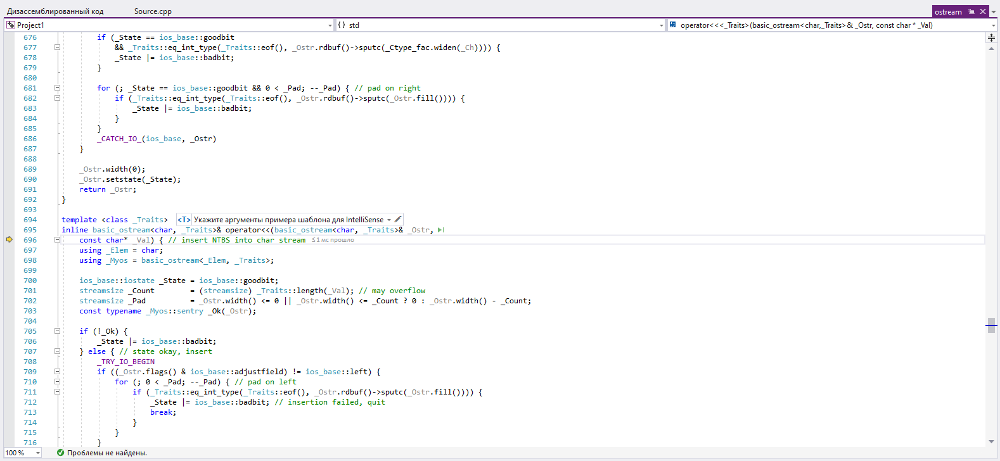 Дизассемблированный код Source.cpp ostream
Project1 {} std operator<<<_Traits>(basic_ostream<char,_Traits>& _Ostr, const char * _Val)
676 if (_State == ios_base::goodbit
677 && _Traits::eq_int_type(_Traits::eof(), _Ostr.rdbuf()->sputc(_Ctype_fac.widen(_Ch)))) {
678 _State |= ios_base::badbit;
679 }
680
681 for (; _State == ios_base::goodbit && 0 < _Pad; --_Pad) { // pad on right
682 if (_Traits::eq_int_type(_Traits::eof(), _Ostr.rdbuf()->sputc(_Ostr.fill()))) {
683 _State |= ios_base::badbit;
684 }
685 }
686 _CATCH_IO_(ios_base, _Ostr)
687 }
688
689 _Ostr.width(0);
690 _Ostr.setstate(_State);
691 return _Ostr;
692 }
693
694 template <class _Traits> <T> Укажите аргументы примера шаблона для IntelliSense
695 inline basic_ostream<char, _Traits>& operator<<(basic_ostream<char, _Traits>& _Ostr,
696 const char* _Val) { // insert NTBS into char stream ≤1 мс прошло
697 using _Elem = char;
698 using _Myos = basic_ostream<_Elem, _Traits>;
699
700 ios_base::iostate _State = ios_base::goodbit;
701 streamsize _Count = (streamsize) _Traits::length(_Val); // may overflow
702 streamsize _Pad = _Ostr.width() <= 0 || _Ostr.width() <= _Count ? 0 : _Ostr.width() - _Count;
703 const typename _Myos::sentry _Ok(_Ostr);
704
705 if (!_Ok) {
706 _State |= ios_base::badbit;
707 } else { // state okay, insert
708 _TRY_IO_BEGIN
709 if ((_Ostr.flags() & ios_base::adjustfield) != ios_base::left) {
710 for (; 0 < _Pad; --_Pad) { // pad on left
711 if (_Traits::eq_int_type(_Traits::eof(), _Ostr.rdbuf()->sputc(_Ostr.fill()))) {
712 _State |= ios_base::badbit; // insertion failed, quit
713 break;
714 }
715 }
716 }
100 % Проблемы не найдены.